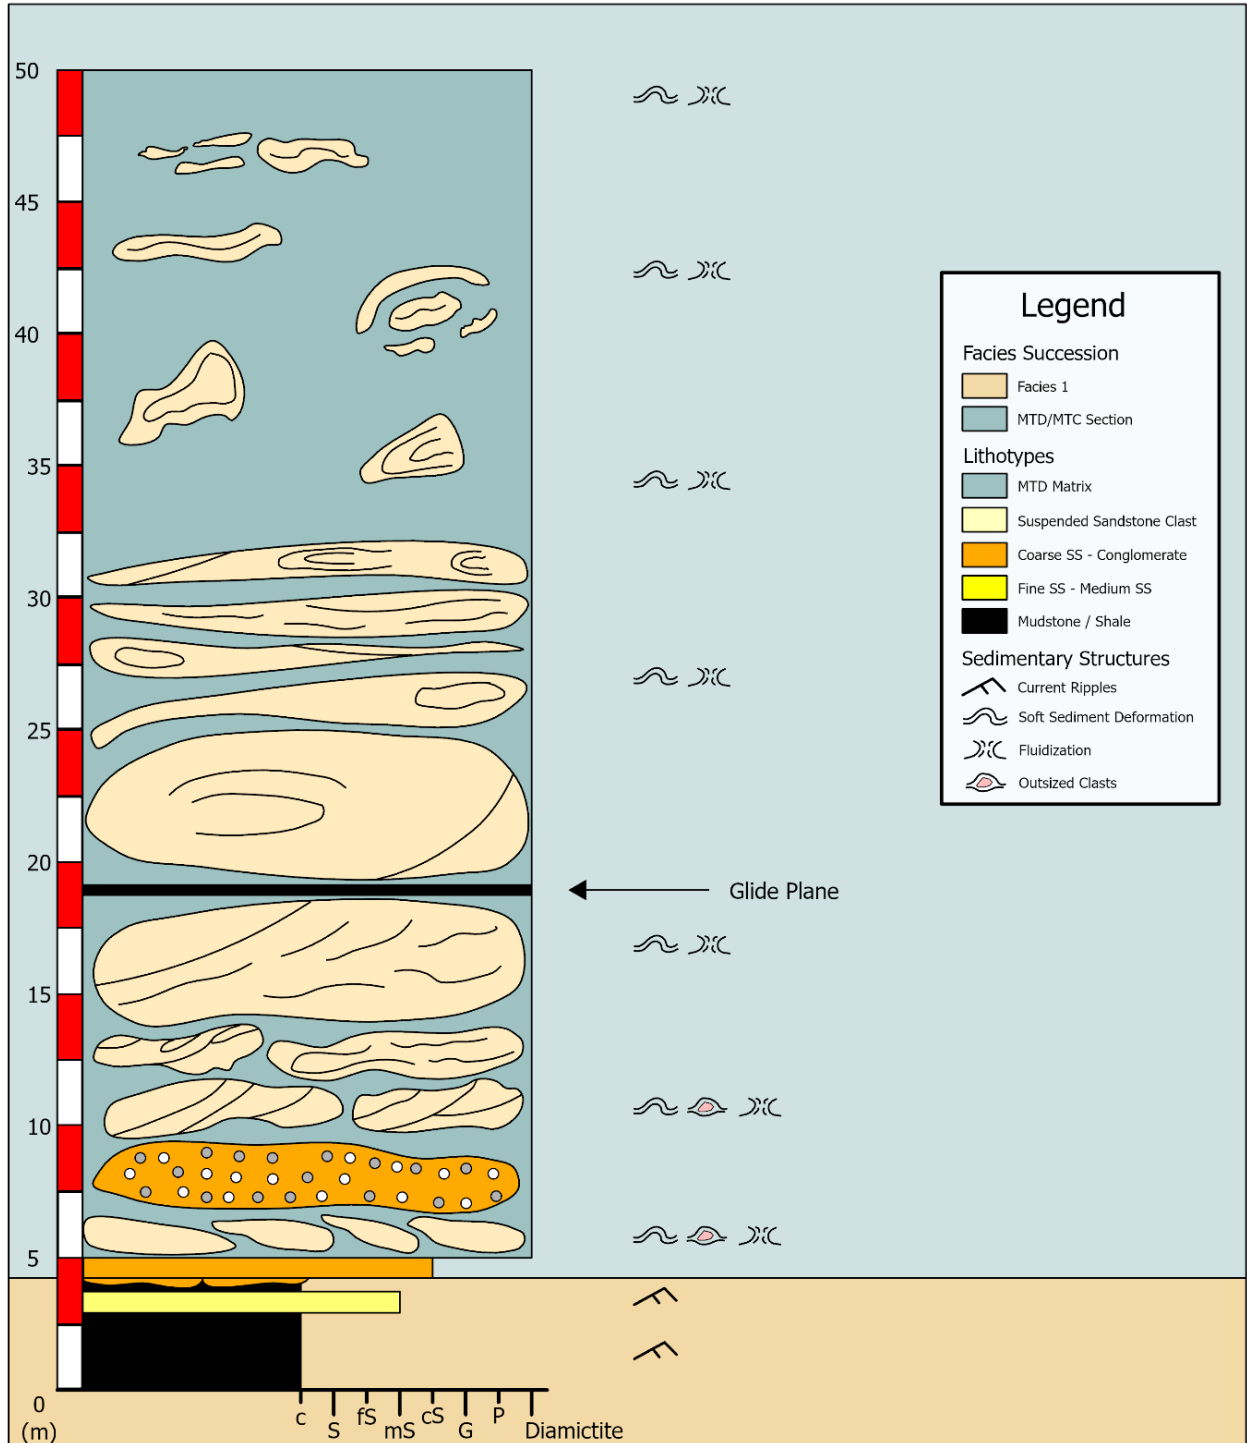 50
45
40
35
30
25
20
15
10
5
0
(m)
Glide Plane
c
S
fS
mS
cS
G
P
Diamictite
Legend
Facies Succession
Facies 1
MTD/MTC Section
Lithotypes
MTD Matrix
Suspended Sandstone Clast
Coarse SS - Conglomerate
Fine SS - Medium SS
Mudstone / Shale
Sedimentary Structures
Current Ripples
Soft Sediment Deformation
Fluidization
Outsized Clasts